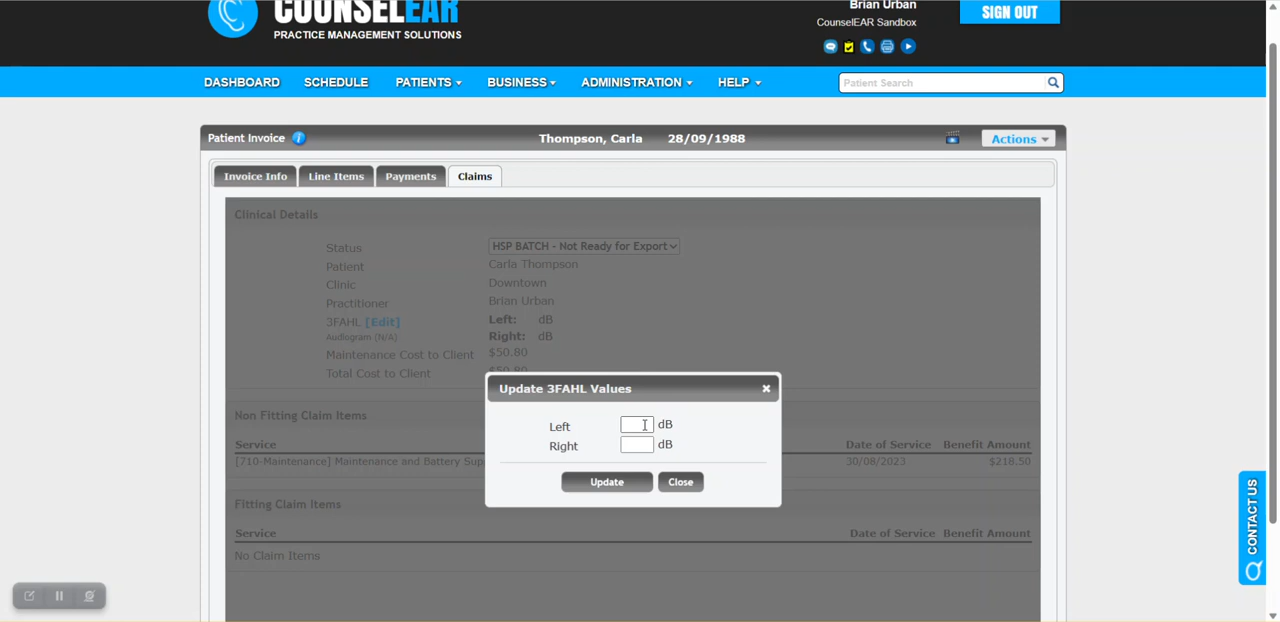 COUNSELEAR
PRACTICE MANAGEMENT SOLUTIONS
Brian Urban
CounselEAR Sandbox
SIGN OUT
DASHBOARD SCHEDULE PATIENTS BUSINESS ADMINISTRATION HELP Patient Search
Patient Invoice i Thompson, Carla 28/09/1988 Actions
Invoice Info Line Items Payments Claims
Clinical Details
Status HSP BATCH - Not Ready for Export
Patient Carla Thompson
Clinic Downtown
Practitioner Brian Urban
3FAHL [Edit] Left: dB
Audiogram (N/A) Right: dB
Maintenance Cost to Client $50.80
Total Cost to Client $50.80
Update 3FAHL Values
Left dB
Right dB
Update Close
Non Fitting Claim Items
Service Date of Service Benefit Amount
[710-Maintenance] Maintenance and Battery Sup 30/08/2023 $218.50
Fitting Claim Items
Service Date of Service Benefit Amount
No Claim Items
CONTACT US